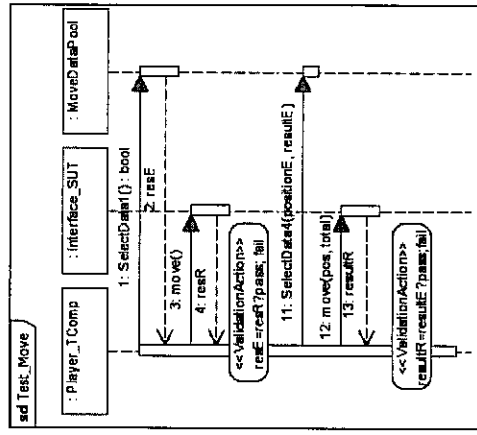 sd Test_Move
: Player_TComp
: Interface_SUT
: MoveDataPool
1: SelectData1() : bool
2: resE
3: move()
4: resR
<<ValidationAction>>
resE=resR?pass; fail
11: SelectData4(positionE, resultE)
12: move(pos,total)
13: resultR
<<ValidationAction>>
resultR=resultE?pass;fail